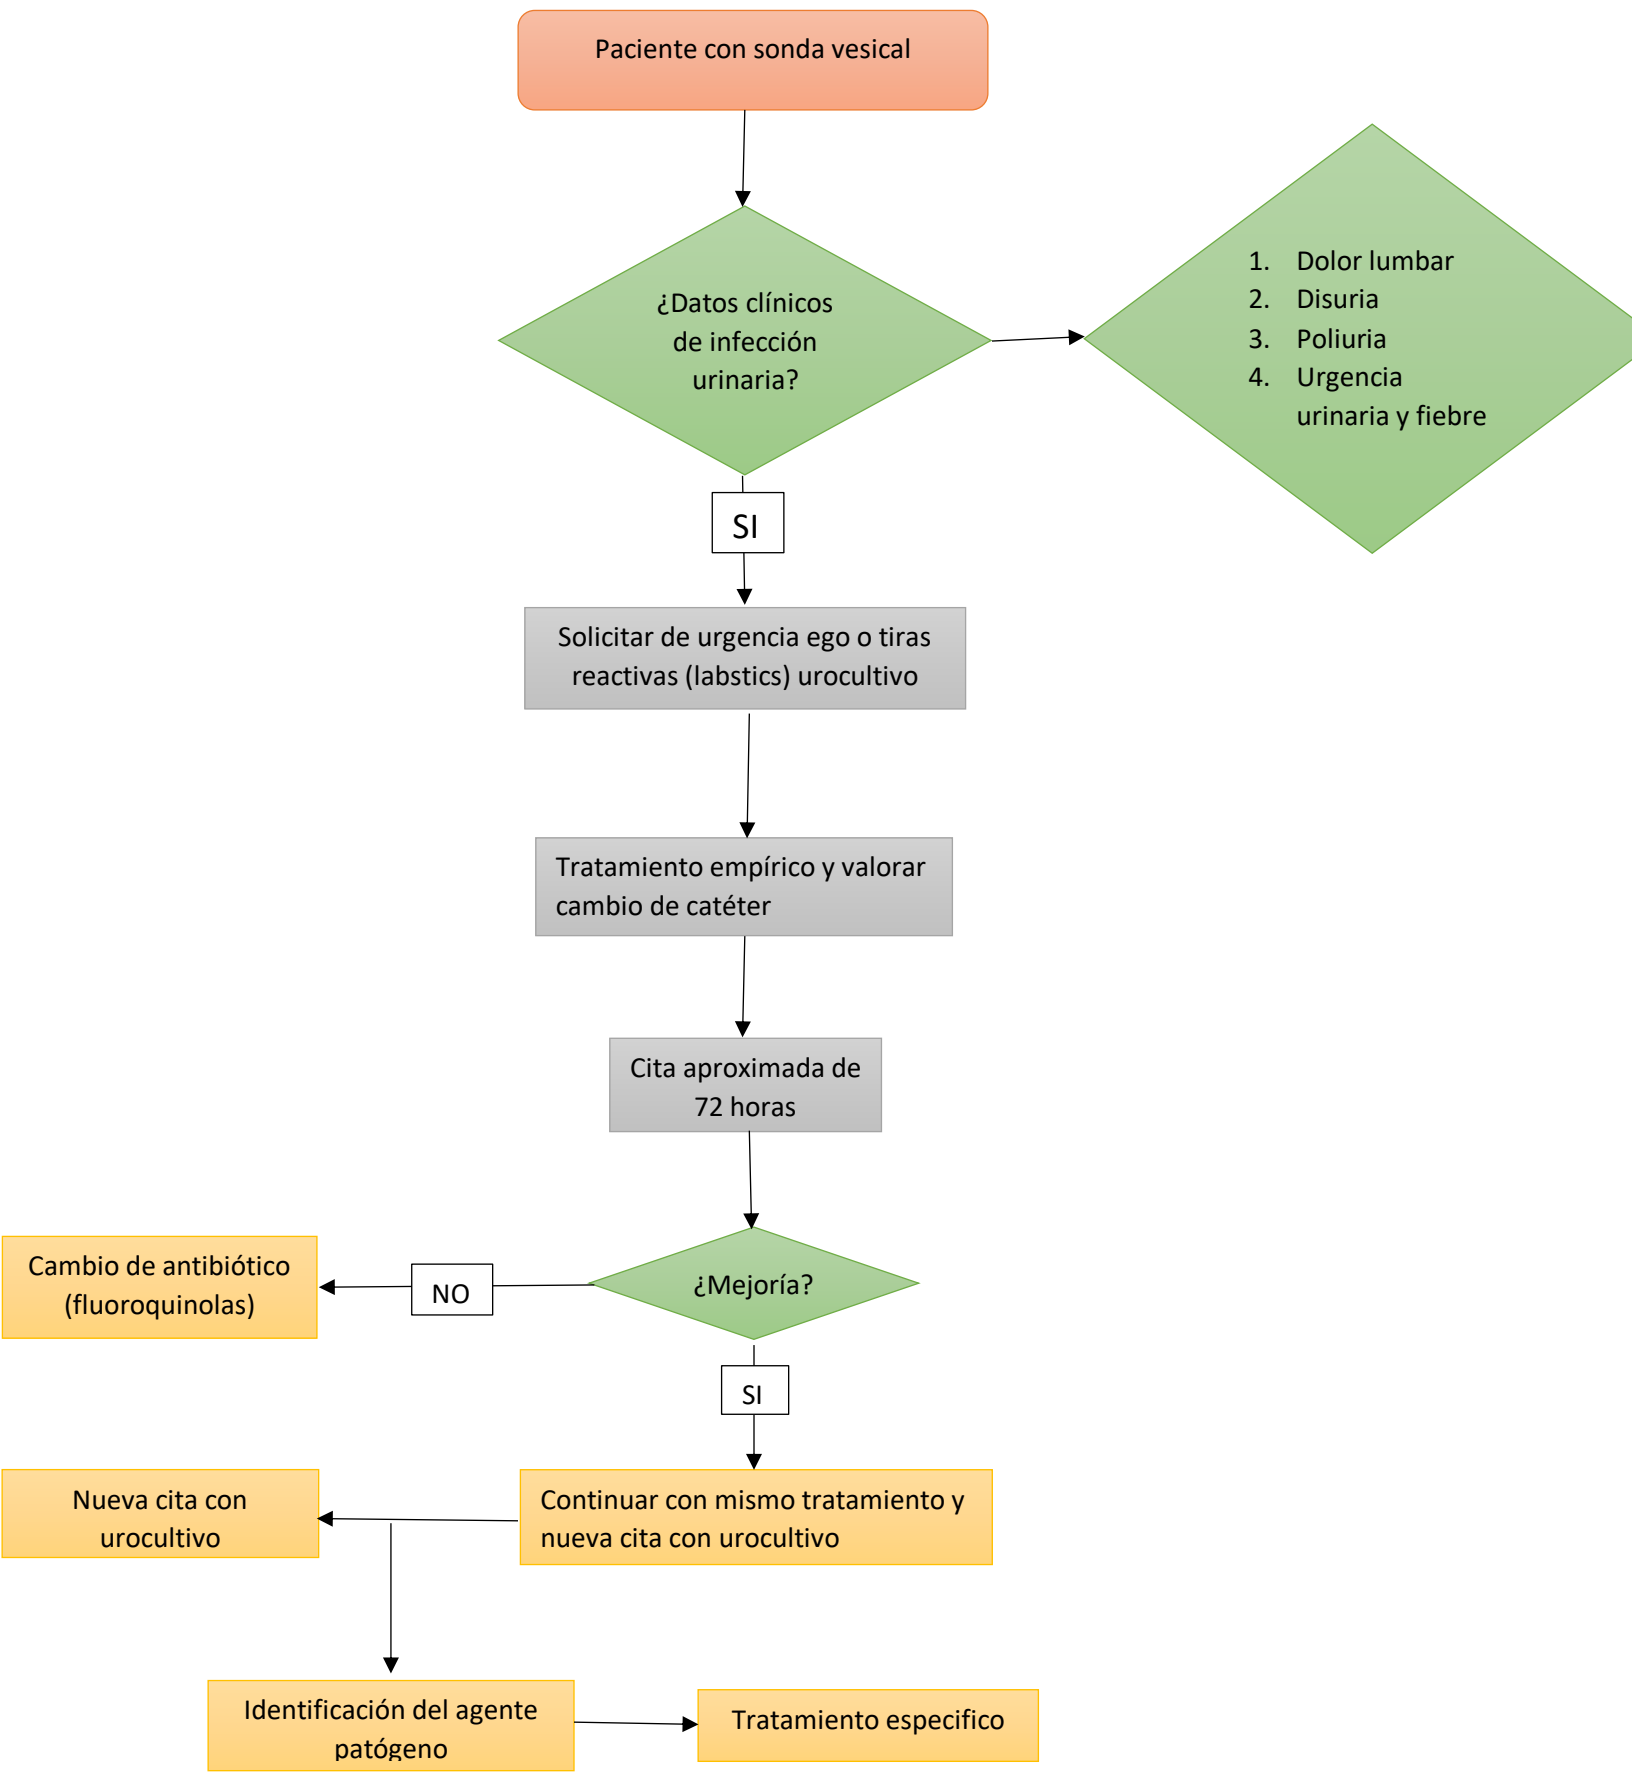 Paciente con sonda vesical
¿Datos clínicos
de infección
urinaria?
1. Dolor lumbar
2. Disuria
3. Poliuria
4. Urgencia
urinaria y fiebre
SI
Solicitar de urgencia ego o tiras
reactivas (labstics) urocultivo
Tratamiento empírico y valorar
cambio de catéter
Cita aproximada de
72 horas
¿Mejoría?
NO
Cambio de antibiótico
(fluoroquinolas)
SI
Continuar con mismo tratamiento y
nueva cita con urocultivo
Nueva cita con
urocultivo
Identificación del agente
patógeno
Tratamiento especifico